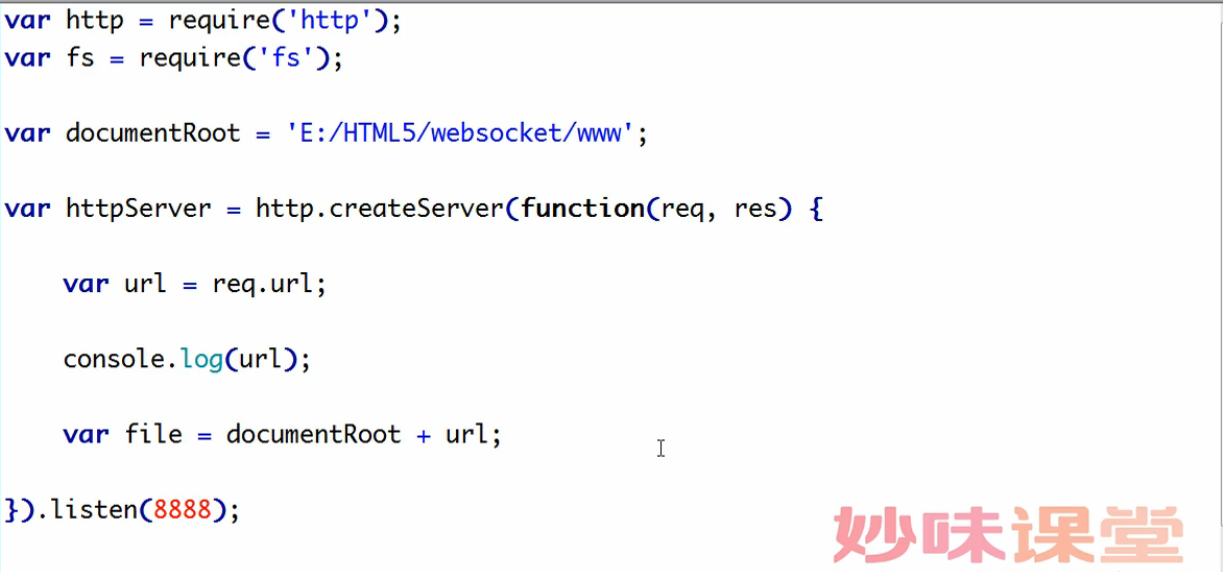 var http = require('http');
var fs = require('fs');
var documentRoot = 'E:/HTML5/websocket/www';
var httpServer = http.createServer(function(req, res) {
var url = req.url;
console.log(url);
var file = documentRoot + url;
}).listen(8888);
妙味课堂